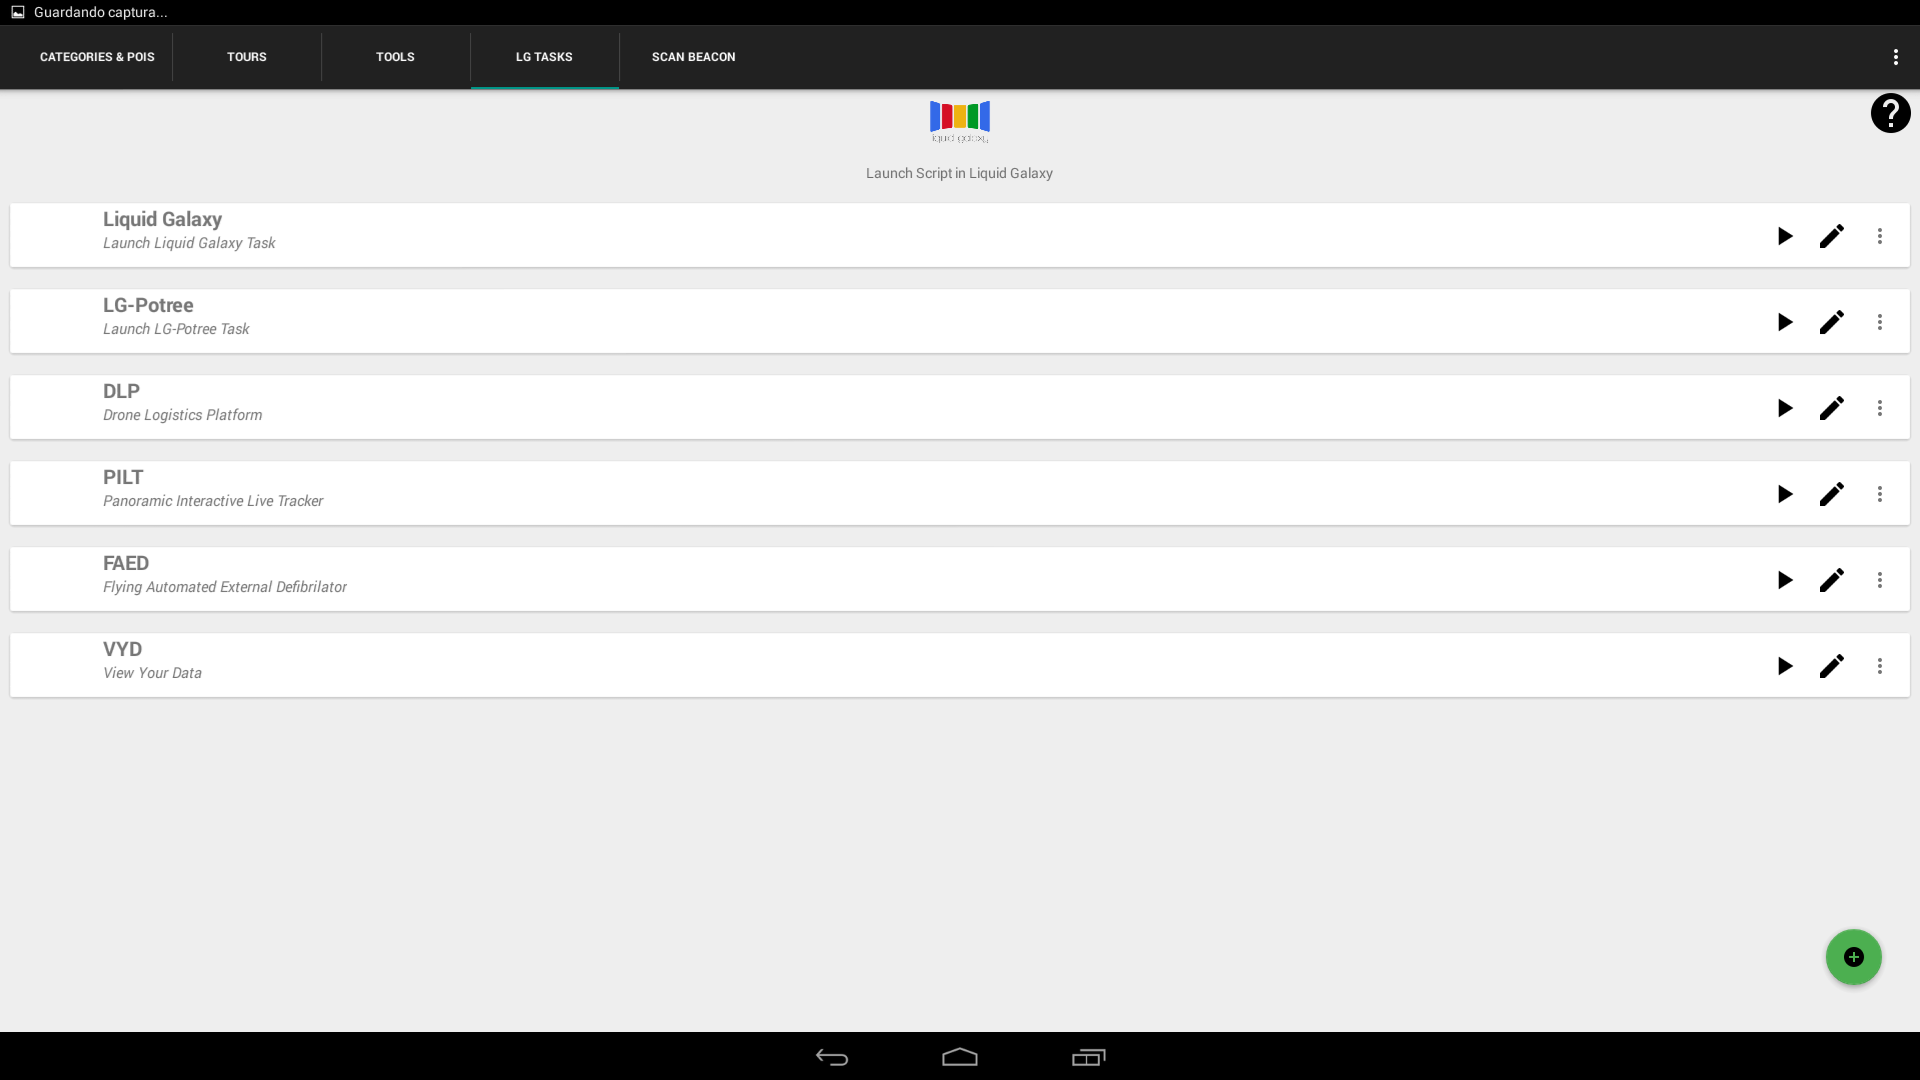 Guardando captura...
CATEGORIES & POIS
TOURS
TOOLS
LG TASKS
SCAN BEACON
liquid galaxy
Launch Script in Liquid Galaxy
Liquid Galaxy
Launch Liquid Galaxy Task
LG-Potree
Launch LG-Potree Task
DLP
Drone Logistics Platform
PILT
Panoramic Interactive Live Tracker
FAED
Flying Automated External Defibrilator
VYD
View Your Data